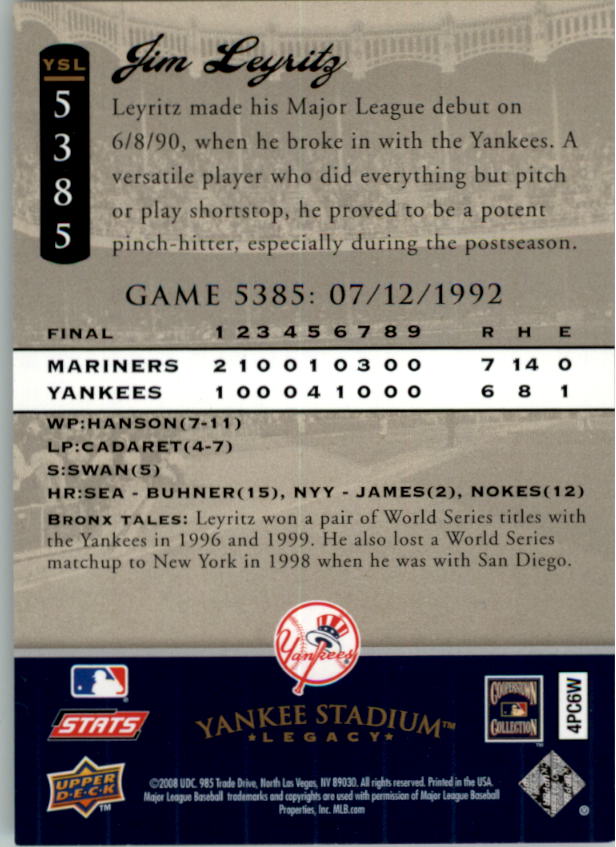 YSL
5
3
8
5
Jim Leyritz
Leyritz made his Major League debut on
6/8/90, when he broke in with the Yankees. A
versatile player who did everything but pitch
or play shortstop, he proved to be a potent
pinch-hitter, especially during the postseason.
GAME 5385: 07/12/1992
FINAL 1 2 3 4 5 6 7 8 9 R H E
MARINERS 2 1 0 0 1 0 3 0 0 7 14 0
YANKEES 1 0 0 0 4 1 0 0 0 6 8 1
WP:HANSON(7-11)
LP:CADARET(4-7)
S:SWAN(5)
HR:SEA - BUHNER(15), NYY - JAMES(2), NOKES(12)
BRONX TALES: Leyritz won a pair of World Series titles with
the Yankees in 1996 and 1999. He also lost a World Series
matchup to New York in 1998 when he was with San Diego.
Yankees
STATS
YANKEE STADIUM™
★LEGACY★
COOPERSTOWN
COLLECTION
™
4PC6W
UPPER
D·E·C·K
™
©2008 UDC. 985 Trade Drive, North Las Vegas, NV 89030. All rights reserved. Printed in the USA.
Major League Baseball trademarks and copyrights are used with permission of Major League Baseball
Properties, Inc. MLB.com
®